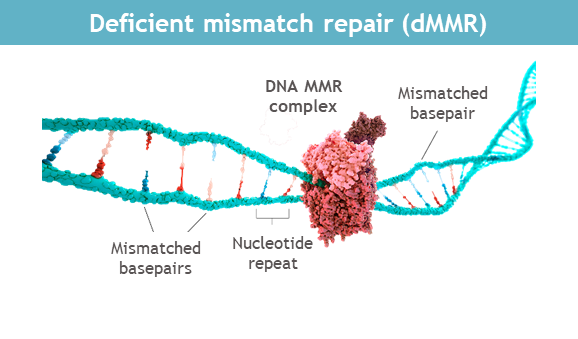 Deficient mismatch repair (dMMR)
DNA MMR
complex
Mismatched
basepair
Mismatched
basepairs
Nucleotide
repeat